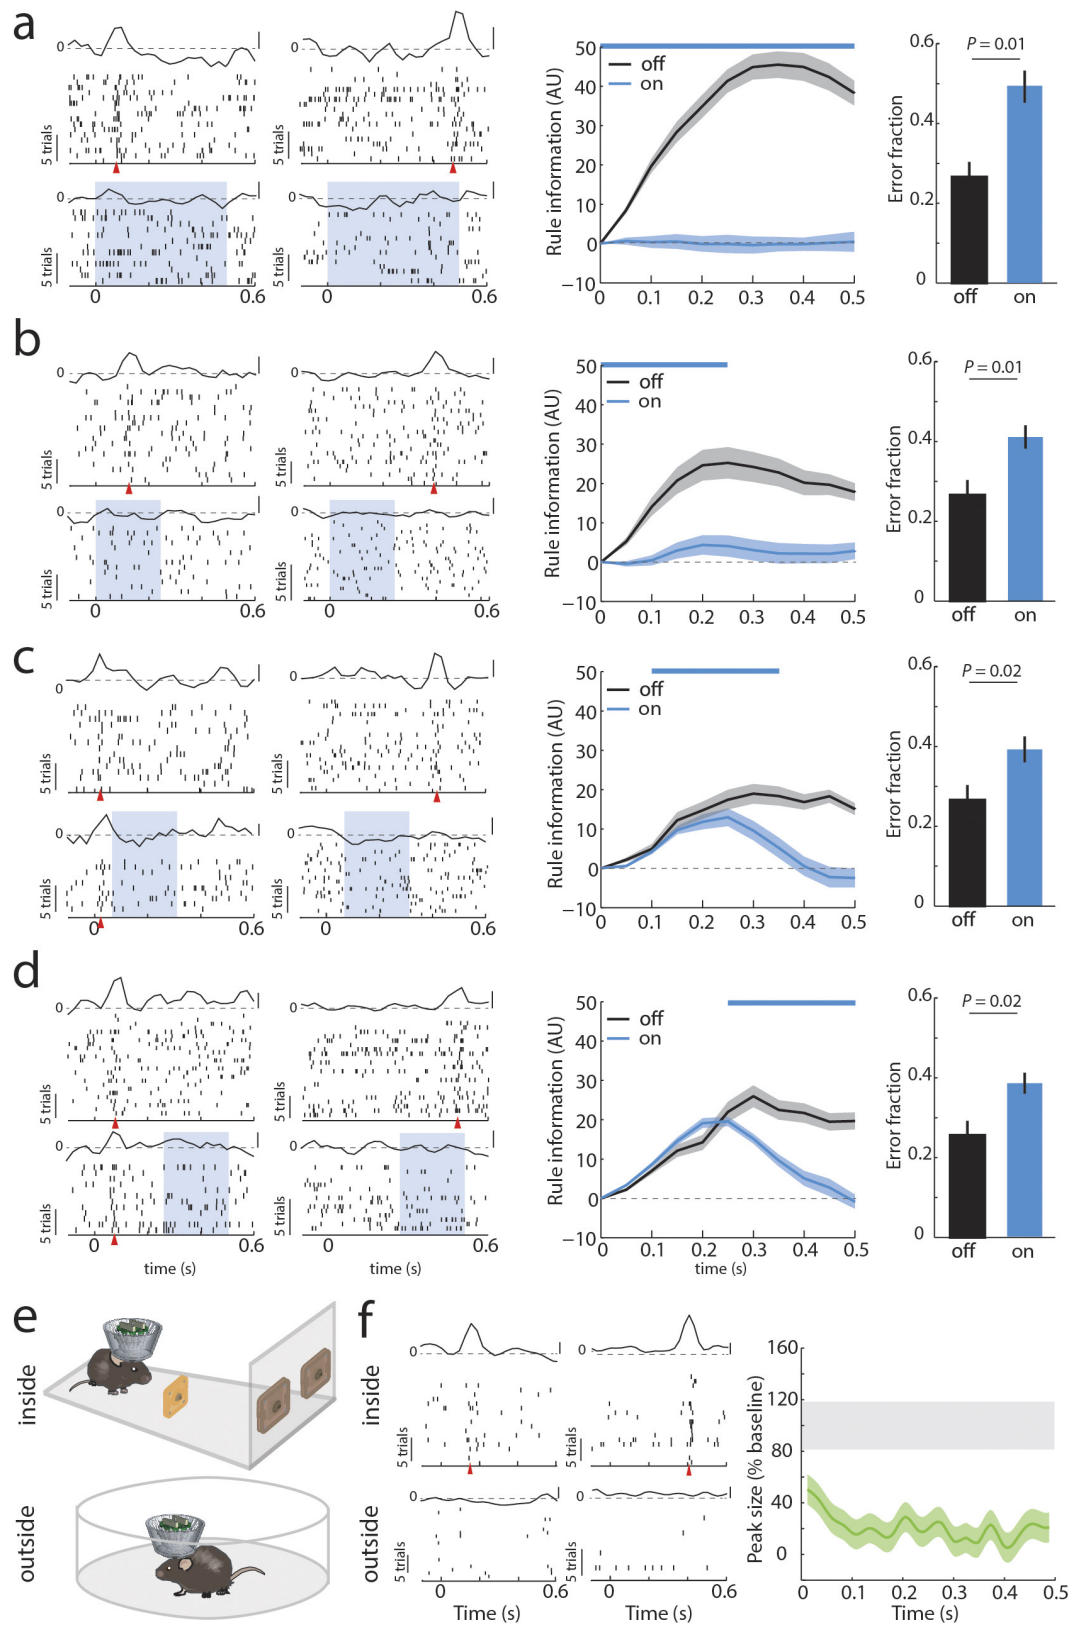 a
0
0
5 trials
5 trials
0
0
5 trials
5 trials
0 0.6
0 0.6
Rule information (AU)
50
40
30
20
10
0
−10
off
on
0 0.1 0.2 0.3 0.4 0.5
Error fraction
0.6
0.4
0.2
0
P = 0.01
off on
b
0
0
5 trials
5 trials
0
0
5 trials
5 trials
0 0.6
0 0.6
Rule information (AU)
50
40
30
20
10
0
−10
off
on
0 0.1 0.2 0.3 0.4 0.5
Error fraction
0.6
0.4
0.2
0
P = 0.01
off on
c
0
0
5 trials
5 trials
0
0
5 trials
5 trials
0 0.6
0 0.6
Rule information (AU)
50
40
30
20
10
0
−10
off
on
0 0.1 0.2 0.3 0.4 0.5
Error fraction
0.6
0.4
0.2
0
P = 0.02
off on
d
0
0
5 trials
5 trials
0
0
5 trials
5 trials
0 0.6
0 0.6
time (s)
time (s)
Rule information (AU)
50
40
30
20
10
0
−10
off
on
0 0.1 0.2 0.3 0.4 0.5
time (s)
Error fraction
0.6
0.4
0.2
0
P = 0.02
off on
e
inside
outside
f
inside
0
0
5 trials
5 trials
outside
0
0
5 trials
5 trials
0 0.6
0 0.6
Time (s)
Time (s)
Peak size (% baseline)
160
120
80
40
0
0 0.1 0.2 0.3 0.4 0.5
Time (s)